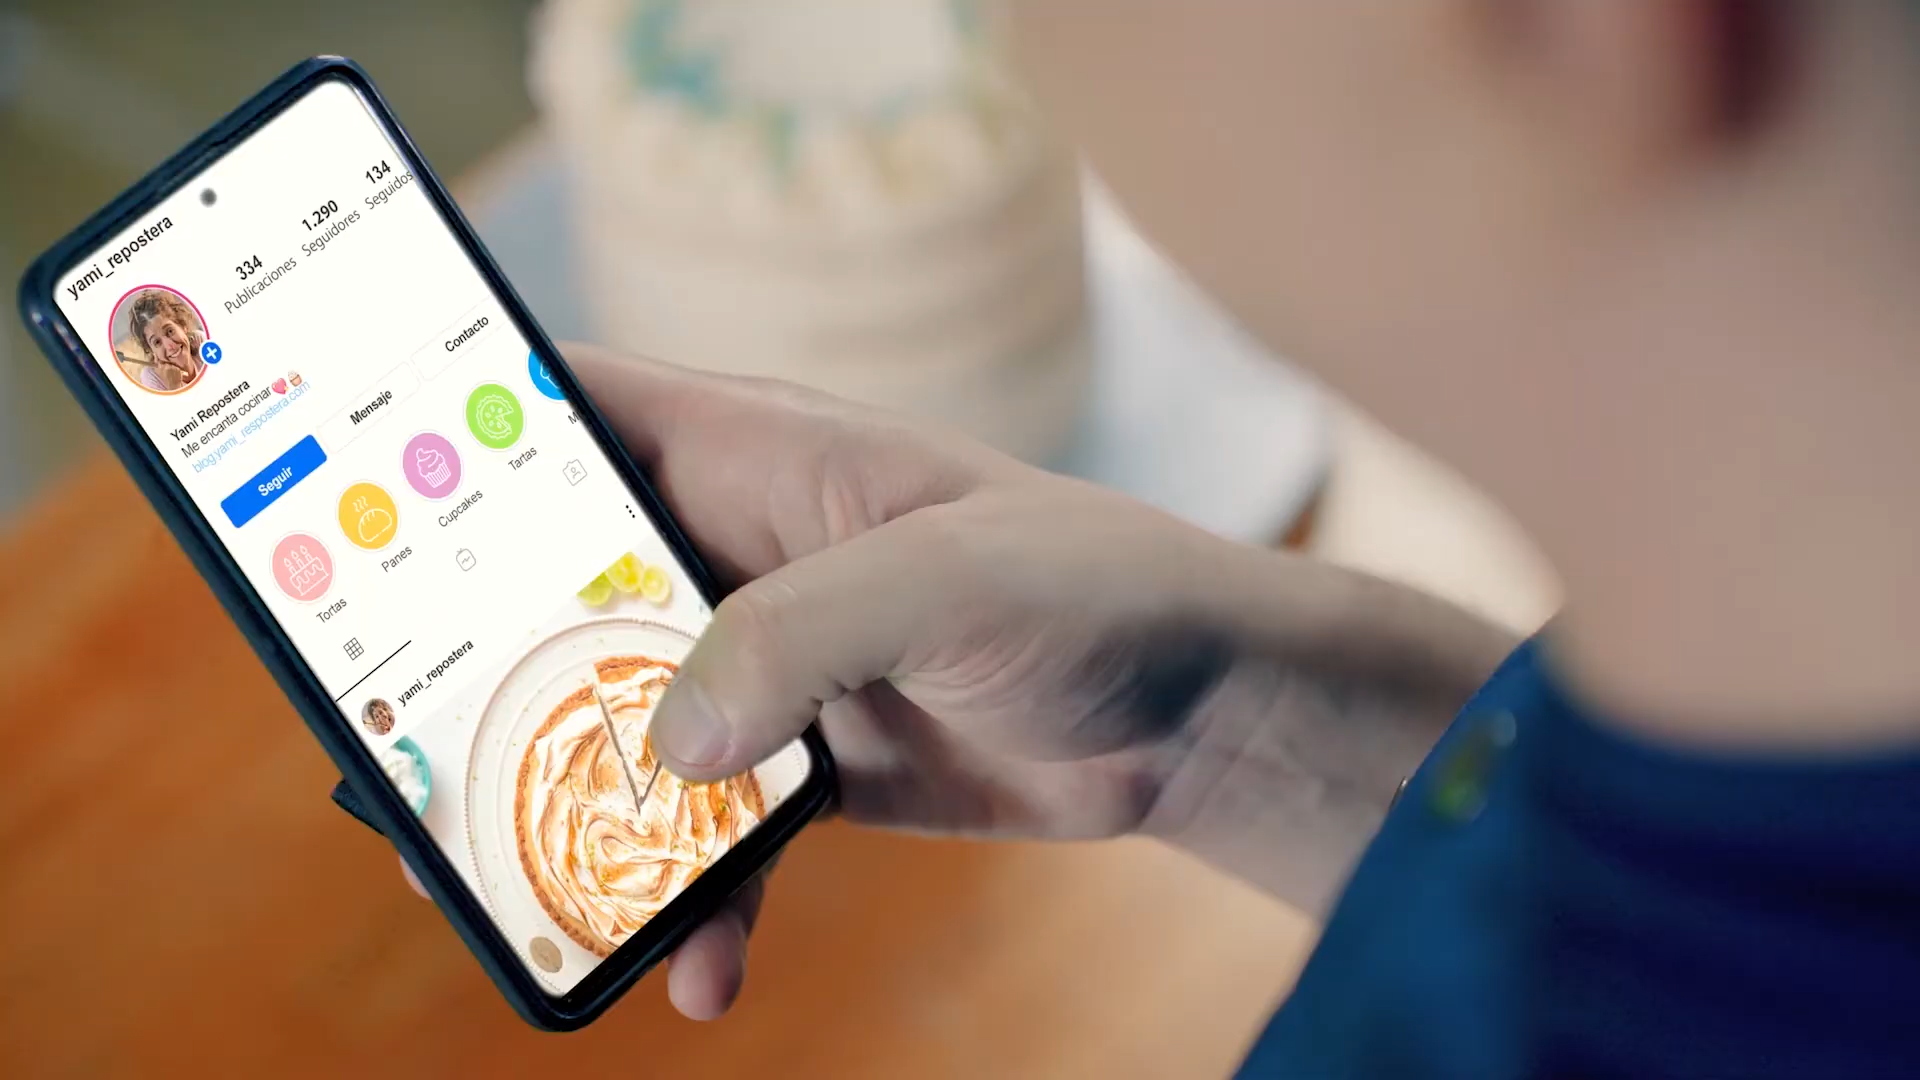 yami_repostera
334
Publicaciones
1.290
Seguidores
134
Seguidos
Yami Repostera
Me encanta cocinar
blog.yami_respostera.com
Seguir
Mensaje
Contacto
Tortas
Panes
Cupcakes
Tartas
M
yami_repostera